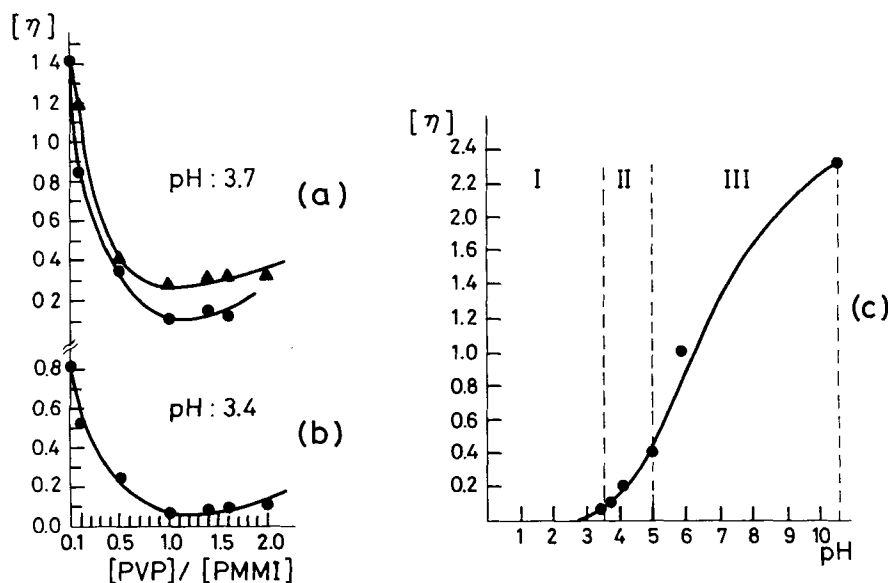 [η]
1 4
1.2
1.0
0 8
0 6
0 4
0 2
pH : 3.7
(a)
0.8
0.6
0.4
0.2
0.0
pH : 3.4
(b)
0.1 0.5 1.0 1.5 2.0
[PVP]/ [PMMI]
[η]
2.4
2.2
2.0
1.8
1.6
1.4
1.2
1.0
0.8
0.6
0.4
0.2
I II III
(c)
1 2 3 4 5 6 7 8 9 10
pH